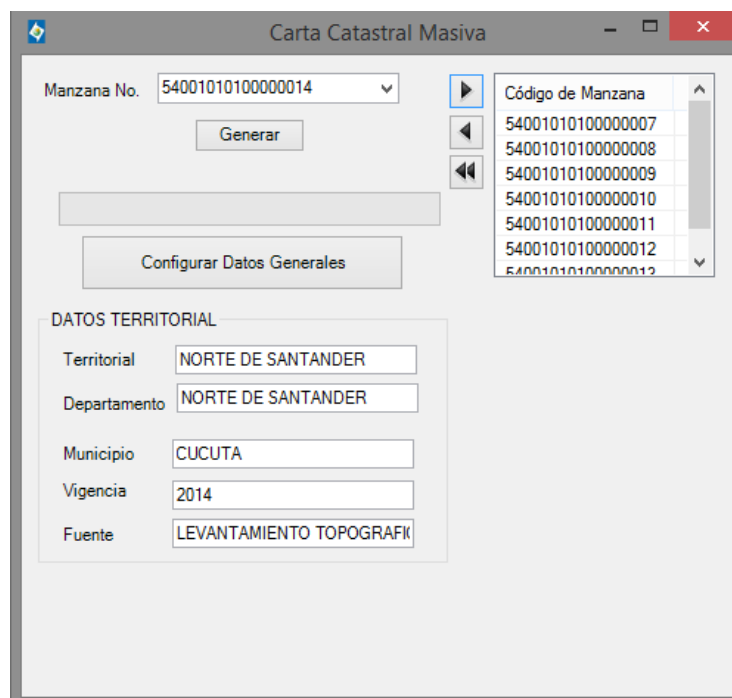 Carta Catastral Masiva
Manzana No. 54001010100000014
Generar
Código de Manzana
54001010100000007
54001010100000008
54001010100000009
54001010100000010
54001010100000011
54001010100000012
54001010100000013
Configurar Datos Generales
DATOS TERRITORIAL
Territorial NORTE DE SANTANDER
Departamento NORTE DE SANTANDER
Municipio CUCUTA
Vigencia 2014
Fuente LEVANTAMIENTO TOPOGRAFI(